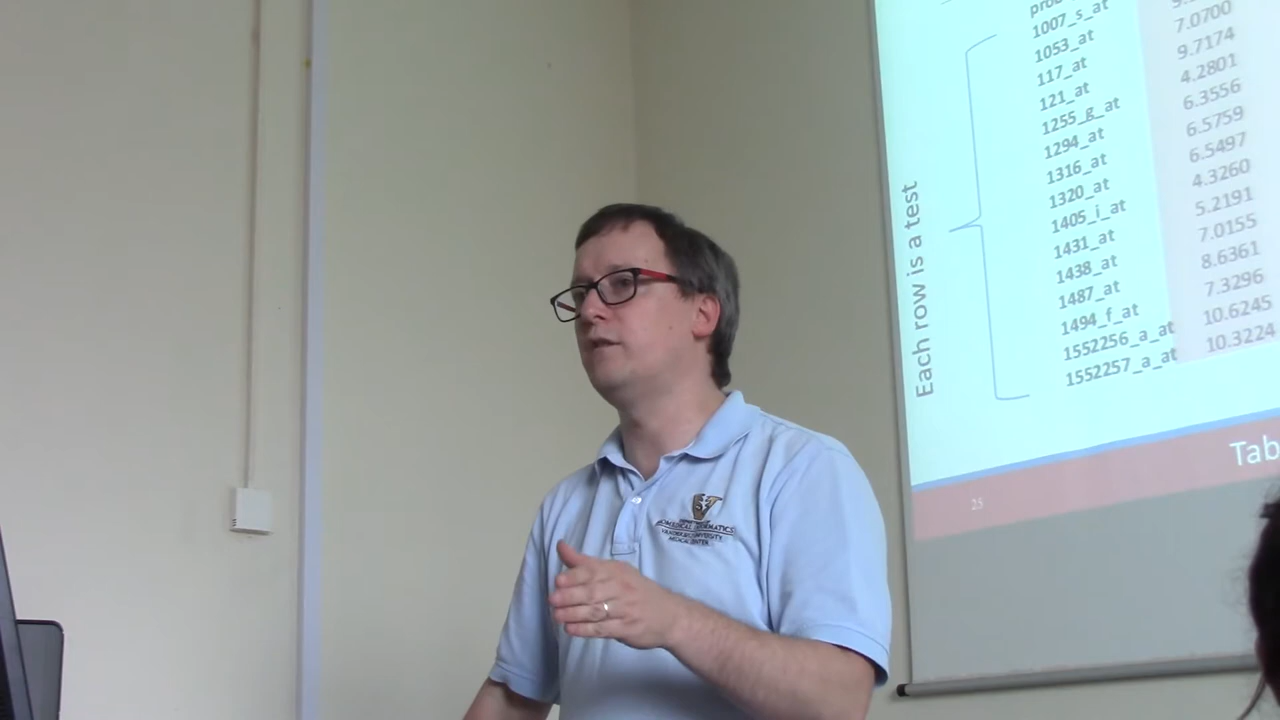 1007_s_at
1053_at 7.0700
117_at 9.7174
121_at 4.2801
1255_g_at 6.3556
1294_at 6.5759
1316_at 6.5497
1320_at 4.3260
1405_i_at 5.2191
1431_at 7.0155
1438_at 8.6361
1487_at 7.3296
1494_f_at 10.6245
1552256_a_at 10.3224
1552257_a_at
Each row is a test
Tab
25
BIOMEDICAL INFORMATICS
VANDERBILT UNIVERSITY
MEDICAL CENTER